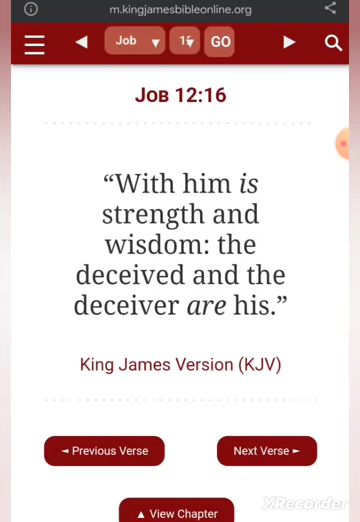 m.kingjamesbibleonline.org
Job 16 GO
JOB 12:16
“With him is
strength and
wisdom: the
deceived and the
deceiver are his.”
King James Version (KJV)
◄ Previous Verse Next Verse ►
▲ View Chapter
XRecorder